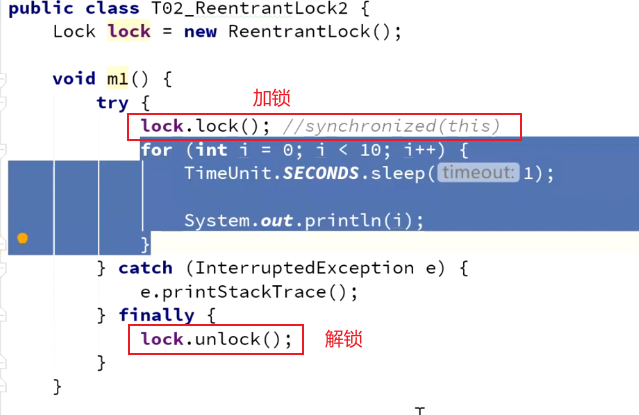 public class T02_ReentrantLock2 {
Lock lock = new ReentrantLock();
void m1() {
try {
加锁
lock.lock(); //synchronized(this)
for (int i = 0; i < 10; i++) {
TimeUnit.SECONDS.sleep( timeout: 1);
System.out.println(i);
}
} catch (InterruptedException e) {
e.printStackTrace();
} finally {
lock.unlock(); 解锁
}
}